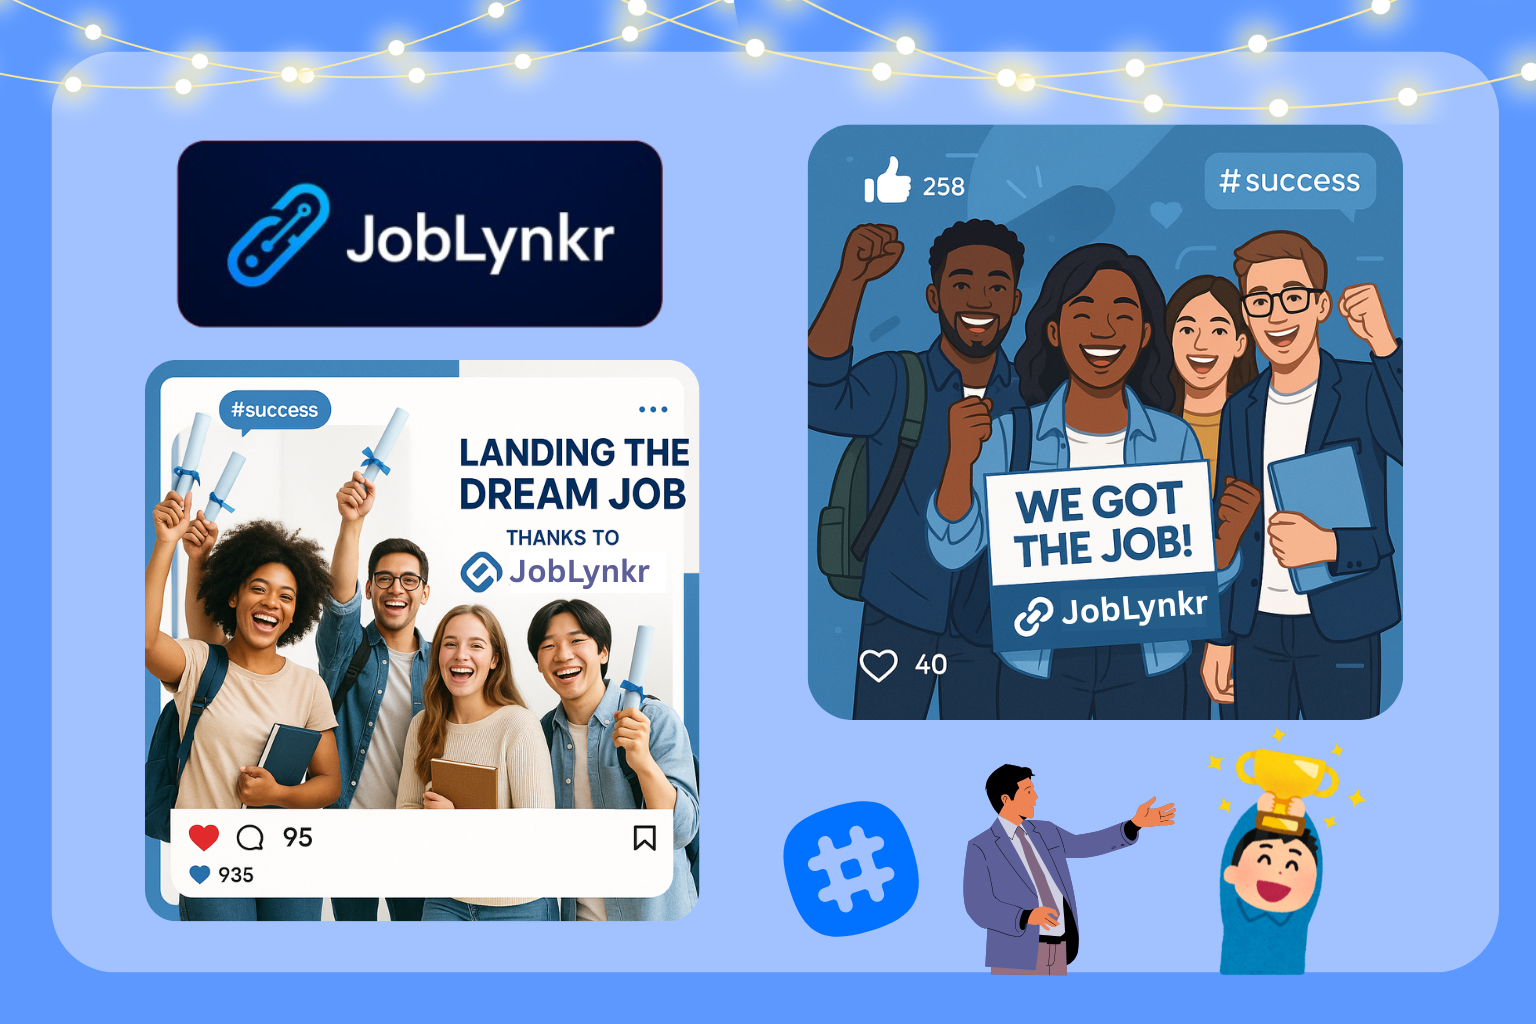 JobLynkr
#success
LANDING THE
DREAM JOB
THANKS TO
JobLynkr
95
935
258
#success
WE GOT
THE JOB!
JobLynkr
40
#